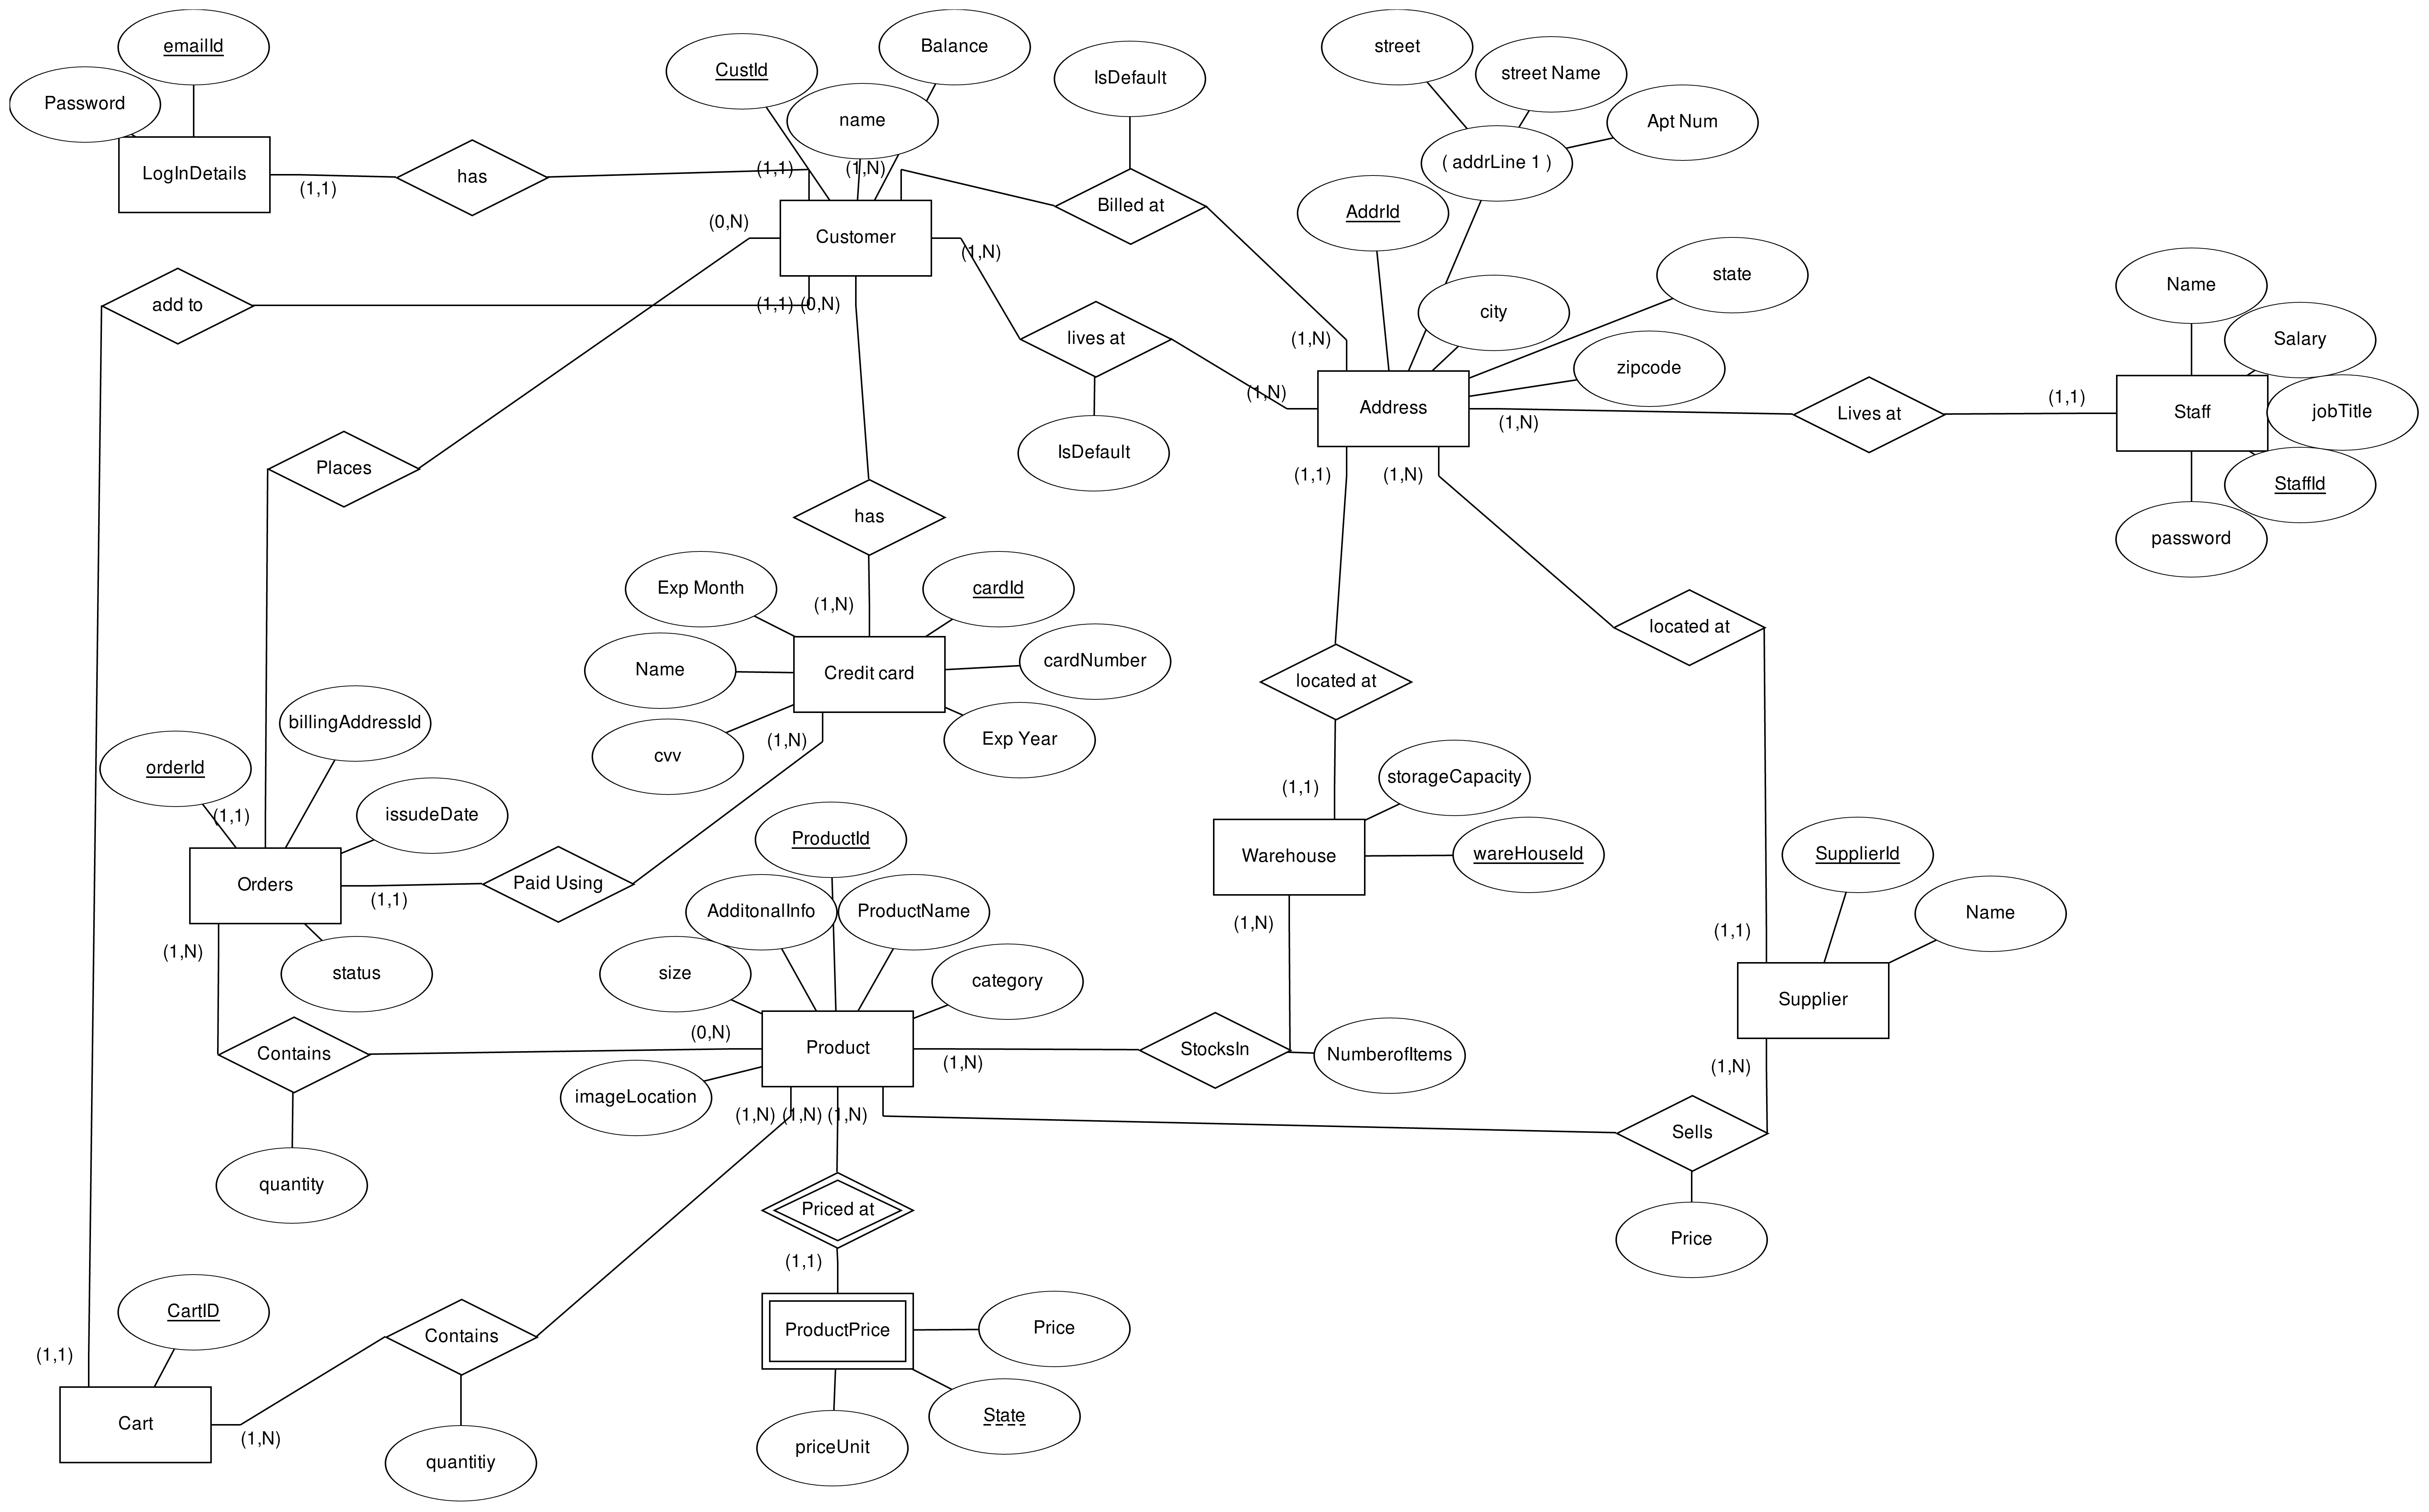 emailId
Password
LogInDetails
(1,1)
has
CustId
Balance
name
(1,1)
(1,N)
IsDefault
Billed at
Customer
(0,N)
(1,N)
(1,1)
(0,N)
add to
lives at
IsDefault
(1,N)
(1,N)
street
street Name
Apt Num
( addrLine 1 )
AddrId
state
city
zipcode
Address
(1,N)
Lives at
(1,1)
Name
Salary
Staff
jobTitle
StaffId
password
(1,1)
(1,N)
Places
has
(1,N)
Exp Month
cardId
Name
Credit card
cardNumber
cvv
(1,N)
Exp Year
located at
located at
billingAddressId
orderId
(1,1)
issudeDate
Orders
(1,1)
Paid Using
(1,N)
status
(1,1)
storageCapacity
Warehouse
wareHouseId
(1,N)
SupplierId
Name
(1,1)
Supplier
(1,N)
ProductId
AdditonalInfo
ProductName
size
category
(0,N)
Product
(1,N)
StocksIn
NumberofItems
imageLocation
(1,N)
(1,N)
(1,N)
Contains
quantity
Sells
Price
Priced at
(1,1)
ProductPrice
Price
State
priceUnit
CartID
Contains
(1,1)
Cart
(1,N)
quantitiy